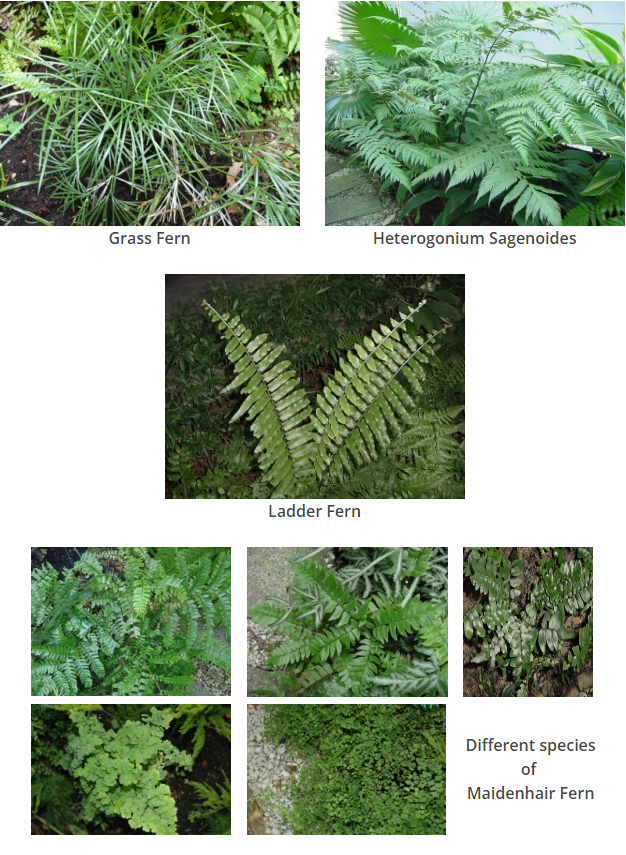 Grass Fern
Heterogonium Sagenoides
Ladder Fern
Different species
of
Maidenhair Fern